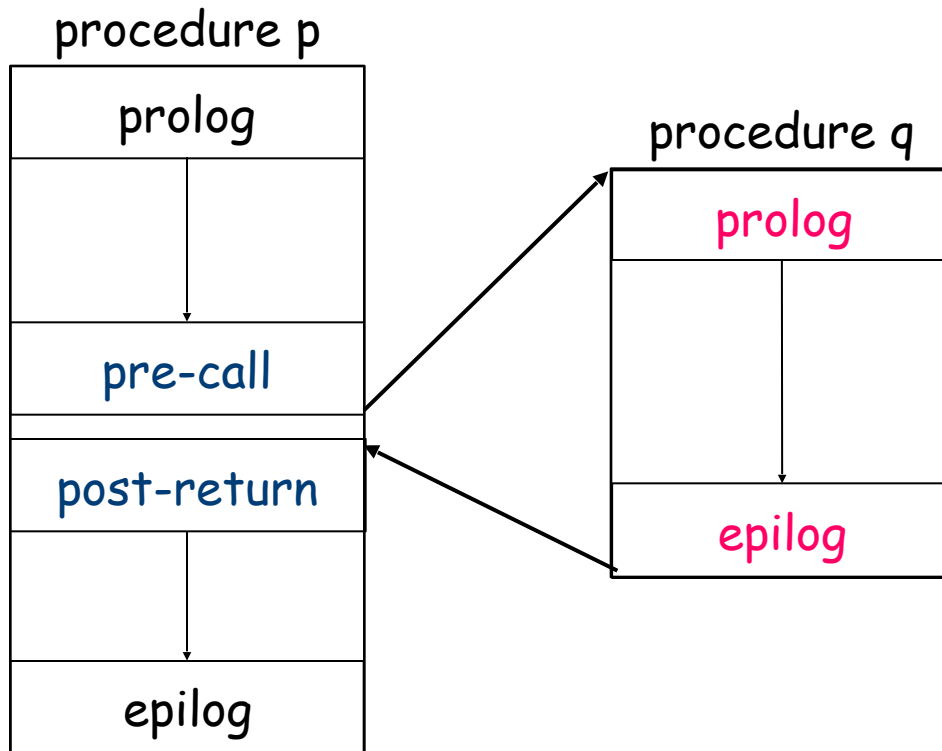 procedure p
prolog
pre-call
post-return
epilog
procedure q
prolog
epilog